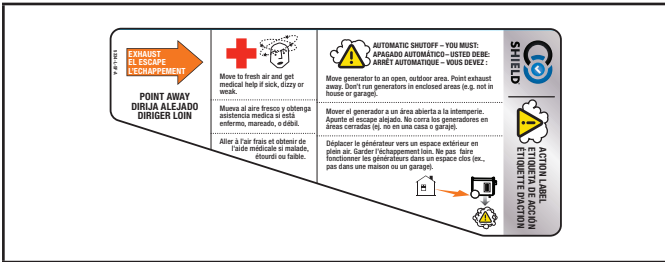 EXHAUST
EL ESCAPE
L'ECHAPPEMENT
POINT AWAY
DIRIJA ALEJADO
DIRIGER LOIN
Move to fresh air and get
medical help if sick, dizzy or
weak.
Mueva al aire fresco y obtenga
asistencia medica si está
enfermo, mareado, o débil.
Aller à l'air frais et obtenir de
l'aide médicale si malade,
étourdi ou faible.
AUTOMATIC SHUTOFF – YOU MUST:
APAGADO AUTOMÁTICO – USTED DEBE:
ARRÊT AUTOMATIQUE – VOUS DEVEZ :
Move generator to an open, outdoor area. Point exhaust
away. Don't run generators in enclosed areas (e.g. not in
house or garage).
Mover el generador a un área abierta a la intemperie.
Apunte el escape alejado. No corra los generadores en
áreas cerradas (ej. no en una casa o garaje).
Déplacer le générateur vers un espace extérieur en
plein air. Garder l'échappement loin. Ne pas faire
fonctionner les générateurs dans un espace clos (ex.,
pas dans une maison ou un garage).
SHIELD
ACTION LABEL
ETIQUETA DE ACCIÓN
ÉTIQUETTE D'ACTION